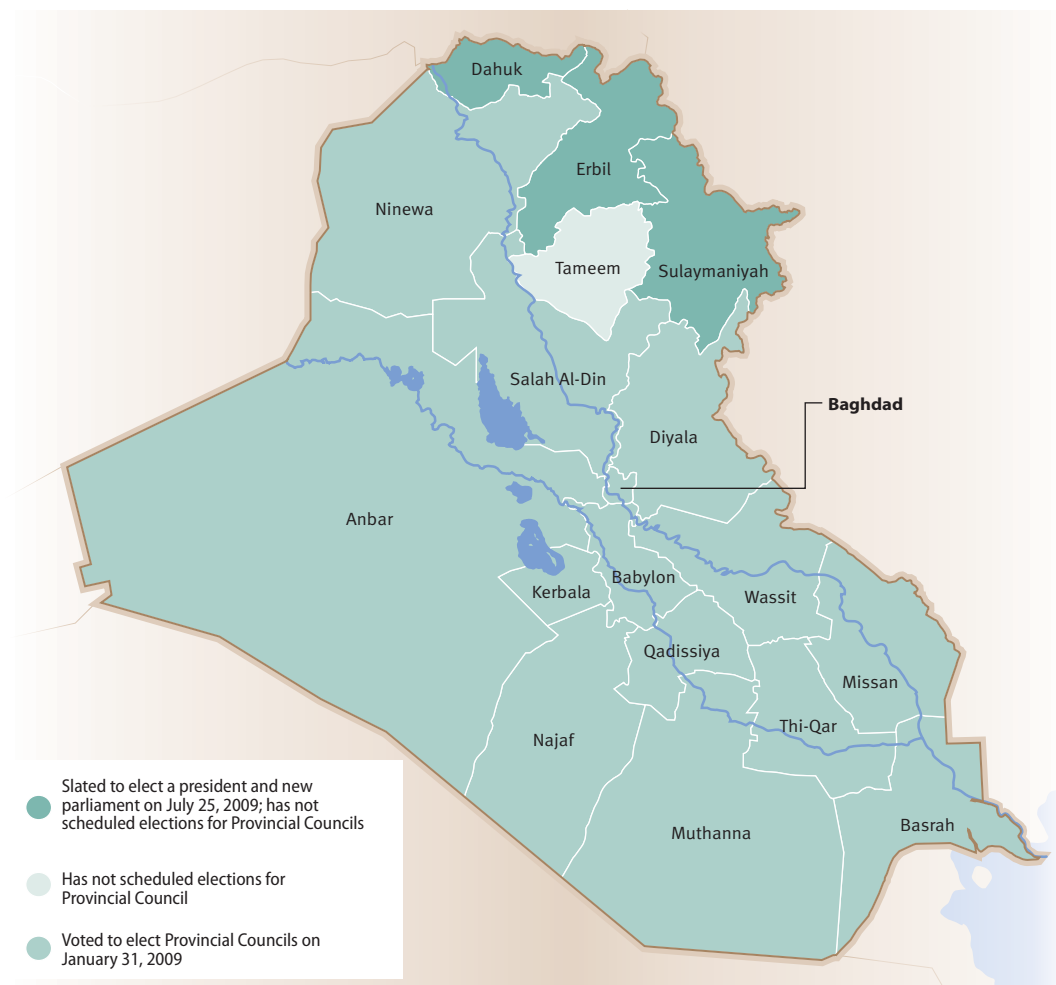 Dahuk
Erbil
Ninewa
Tameem
Sulaymaniyah
Salah Al-Din
Baghdad
Diyala
Anbar
Babylon
Kerbala
Wassit
Qadissiya
Missan
Thi-Qar
Najaf
Muthanna
Basrah
Slated to elect a president and new
parliament on July 25, 2009; has not
scheduled elections for Provincial Councils
Has not scheduled elections for
Provincial Council
Voted to elect Provincial Councils on
January 31, 2009